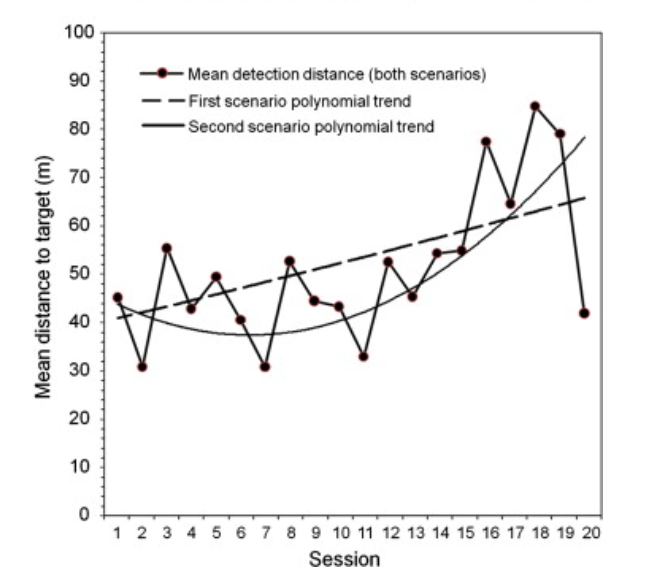 100
90
80
70
60
50
40
30
20
10
0
Mean distance to target (m)
Mean detection distance (both scenarios)
First scenario polynomial trend
Second scenario polynomial trend
1 2 3 4 5 6 7 8 9 10 11 12 13 14 15 16 17 18 19 20
Session